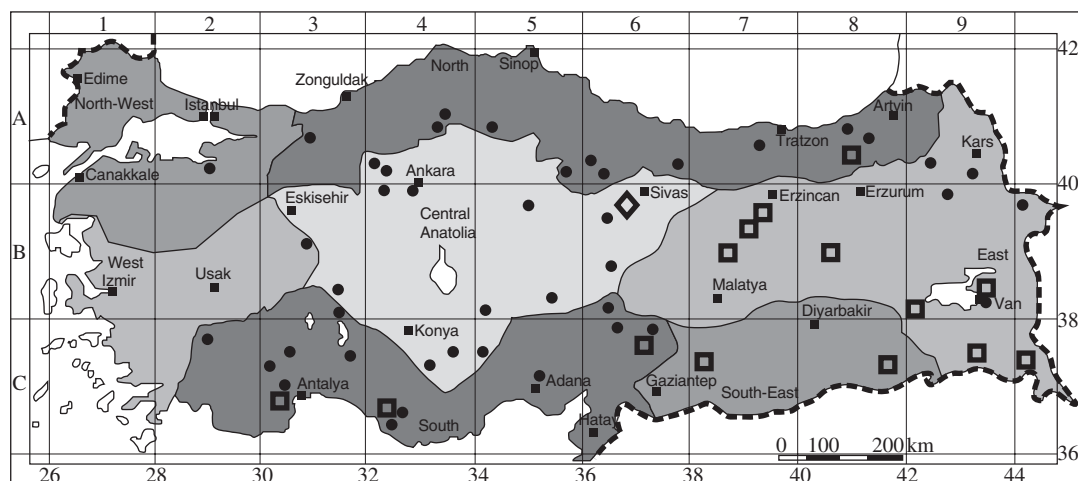 1 2 3 4 5 6 7 8 9
42
North Sinop
Zonguldak
Edime
North-West Istanbul
Artyin
A
Tratzon
Kars
Canakkale
Ankara
40
Eskisehir
Sivas Erzincan Erzurum
Central
Anatolia
B
West
Izmir
Usak
East
Malatya
Van
Diyarbakir
38
Konya
C
Antalya
Adana
Gaziantep
South-East
South
Hatay
0 100 200 km
36
26 28 30 32 34 36 38 40 42 44